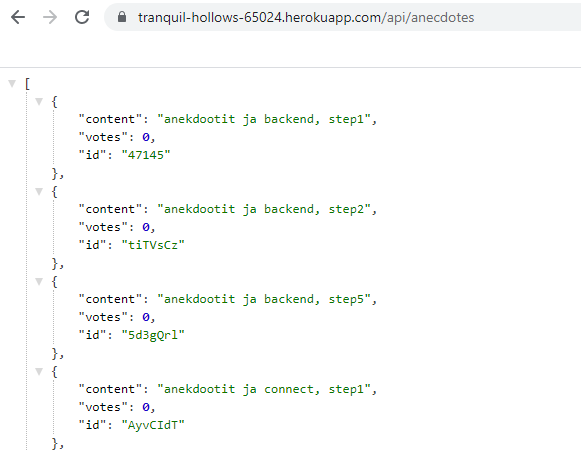 tranquil-hollows-65024.herokuapp.com/api/anecdotes
[
{
"content": "anekdootit ja backend, step1",
"votes": 0,
"id": "47145"
},
{
"content": "anekdootit ja backend, step2",
"votes": 0,
"id": "tiTVsCz"
},
{
"content": "anekdootit ja backend, step5",
"votes": 0,
"id": "5d3gQrl"
},
{
"content": "anekdootit ja connect, step1",
"votes": 0,
"id": "AyvCIdT"
},